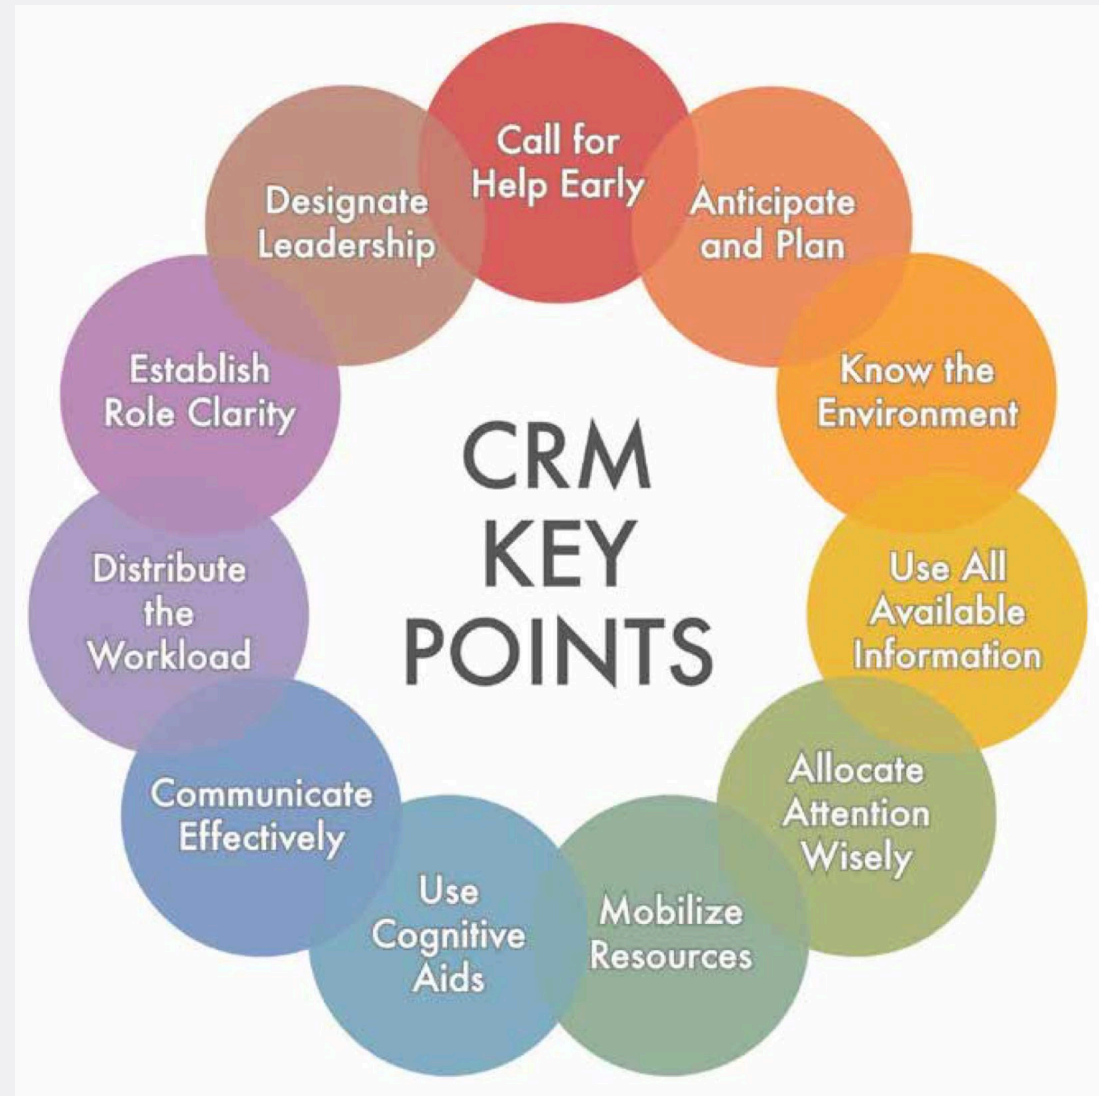 Call for
Help Early
Anticipate
and Plan
Know the
Environment
Use All
Available
Information
Allocate
Attention
Wisely
Mobilize
Resources
Use
Cognitive
Aids
Communicate
Effectively
Distribute
the
Workload
Establish
Role Clarity
Designate
Leadership
CRM
KEY
POINTS